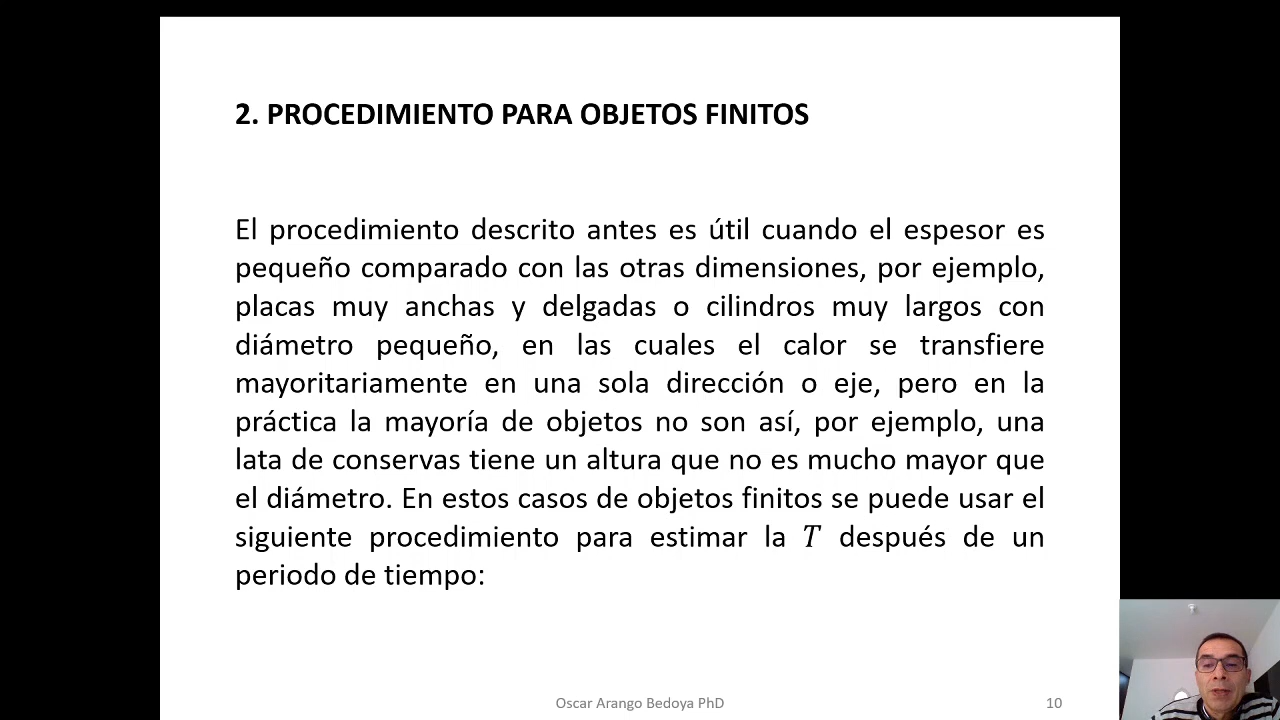 2. PROCEDIMIENTO PARA OBJETOS FINITOS
El procedimiento descrito antes es útil cuando el espesor es
pequeño comparado con las otras dimensiones, por ejemplo,
placas muy anchas y delgadas o cilindros muy largos con
diámetro pequeño, en las cuales el calor se transfiere
mayoritariamente en una sola dirección o eje, pero en la
práctica la mayoría de objetos no son así, por ejemplo, una
lata de conservas tiene un altura que no es mucho mayor que
el diámetro. En estos casos de objetos finitos se puede usar el
siguiente procedimiento para estimar la T después de un
periodo de tiempo:
Oscar Arango Bedoya PhD
10